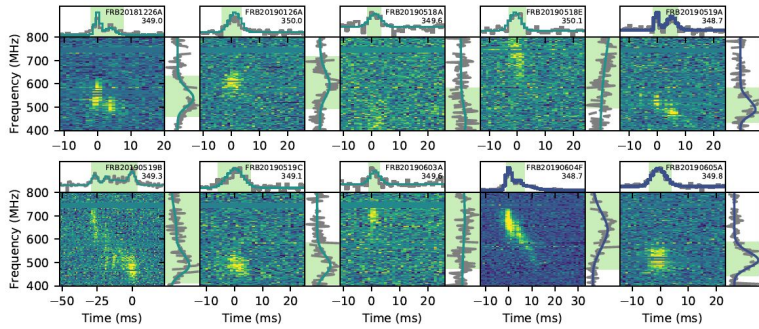 FRB20181226A
349.0
FRB20190126A
350.0
FRB20190518A
349.6
FRB20190518E
350.1
FRB20190519A
348.7
Frequency (MHz)
800
700
600
500
400
−10 0 10 20
−10 0 10 20
−10 0 10 20
−10 0 10 20
−10 0 10 20
FRB20190519B
349.3
FRB20190519C
349.1
FRB20190603A
349.6
FRB20190604F
348.7
FRB20190605A
349.8
Frequency (MHz)
800
700
600
500
400
−50 −25 0
−10 0 10 20
−10 0 10 20
−10 0 10 20 30
−10 0 10 20
Time (ms)
Time (ms)
Time (ms)
Time (ms)
Time (ms)